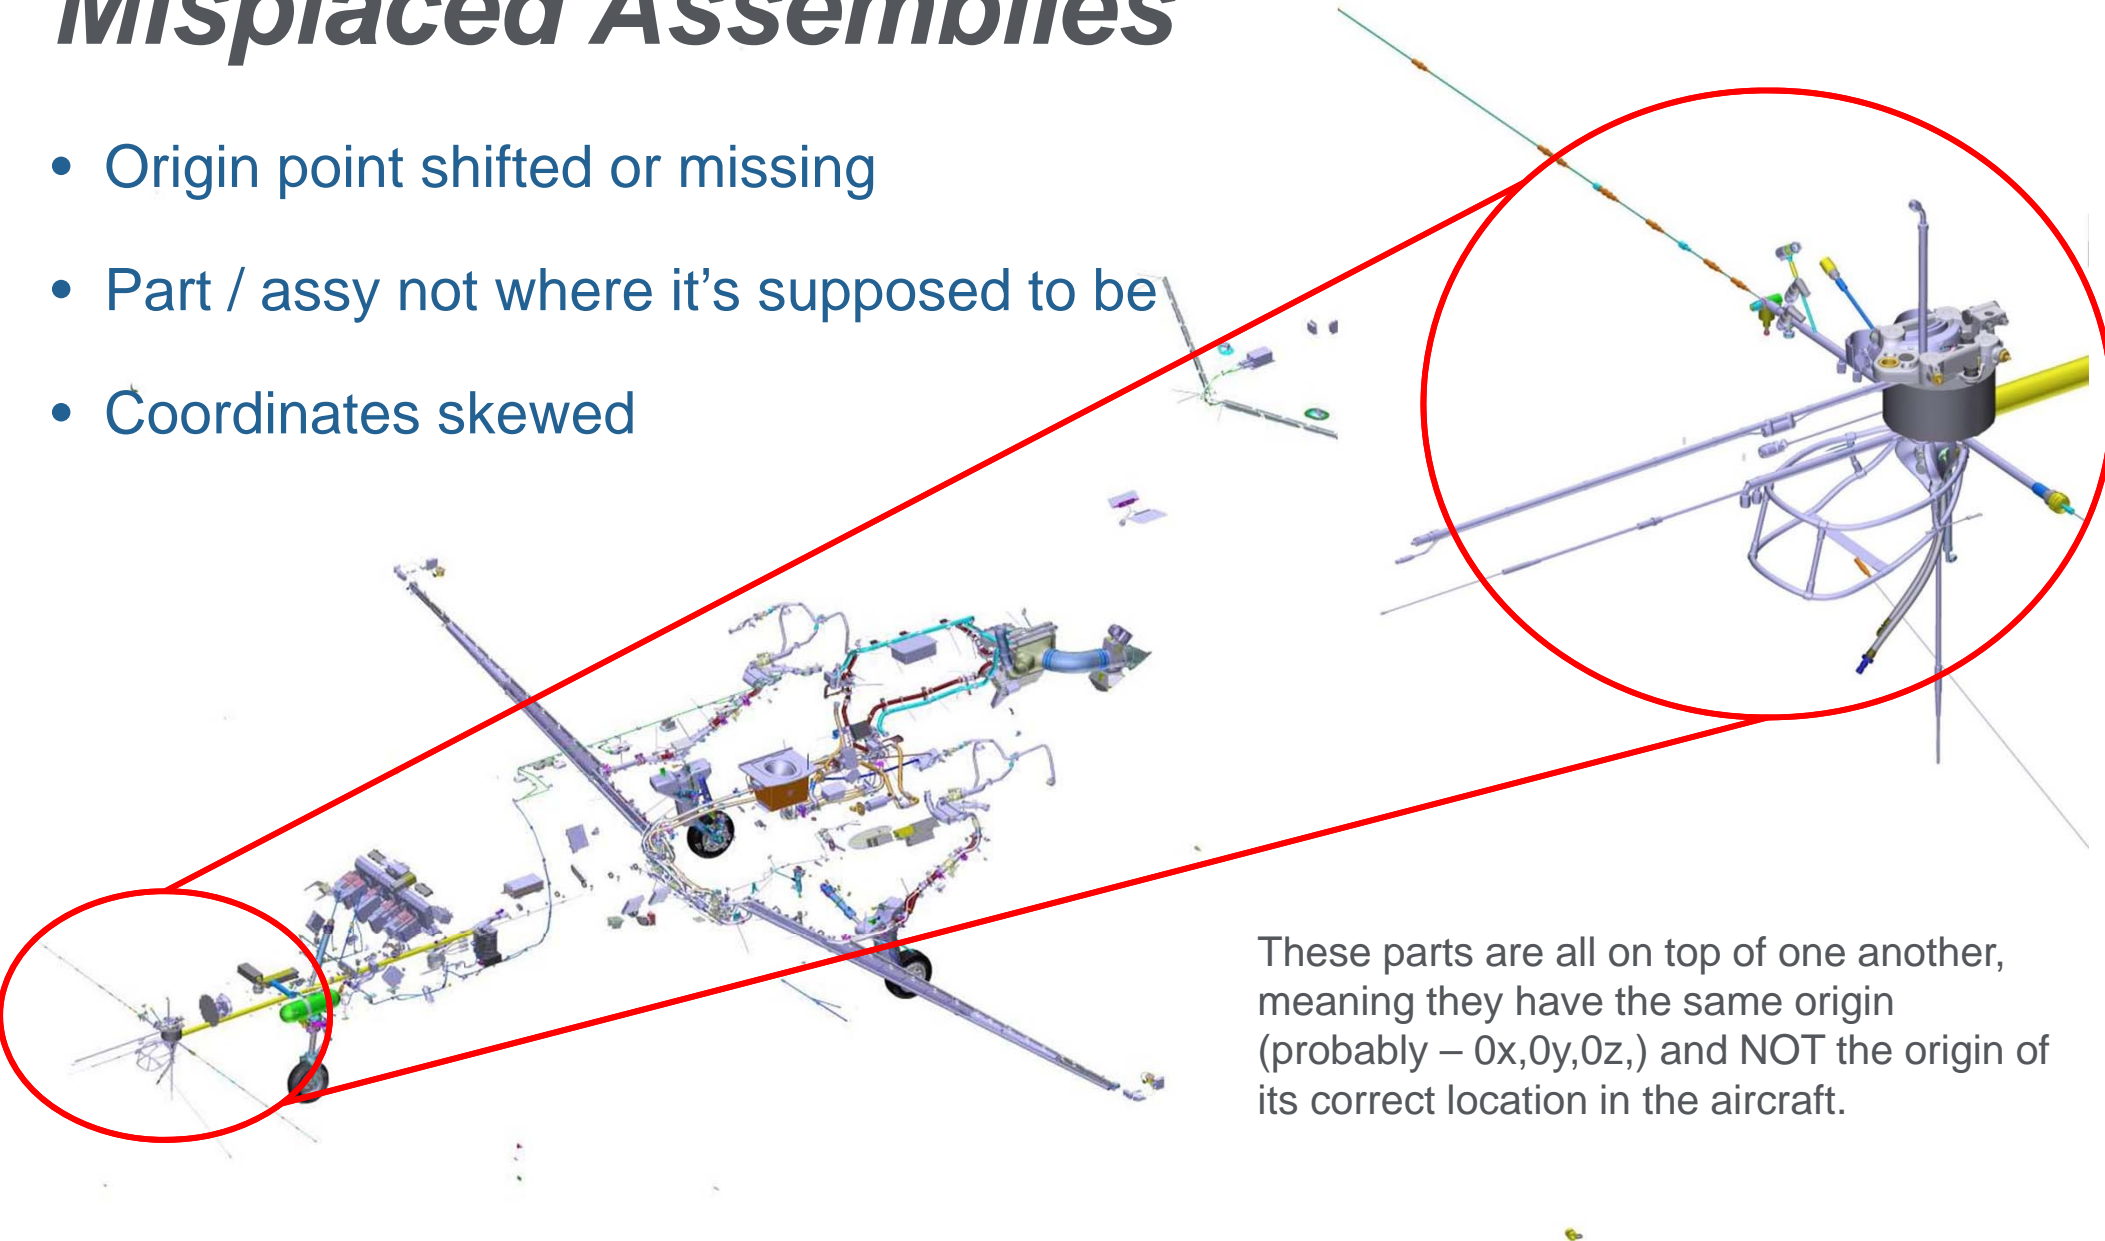 Misplaced Assemblies
• Origin point shifted or missing
• Part / assy not where it’s supposed to be
• Coordinates skewed
These parts are all on top of one another,
meaning they have the same origin
(probably – 0x,0y,0z,) and NOT the origin of
its correct location in the aircraft.